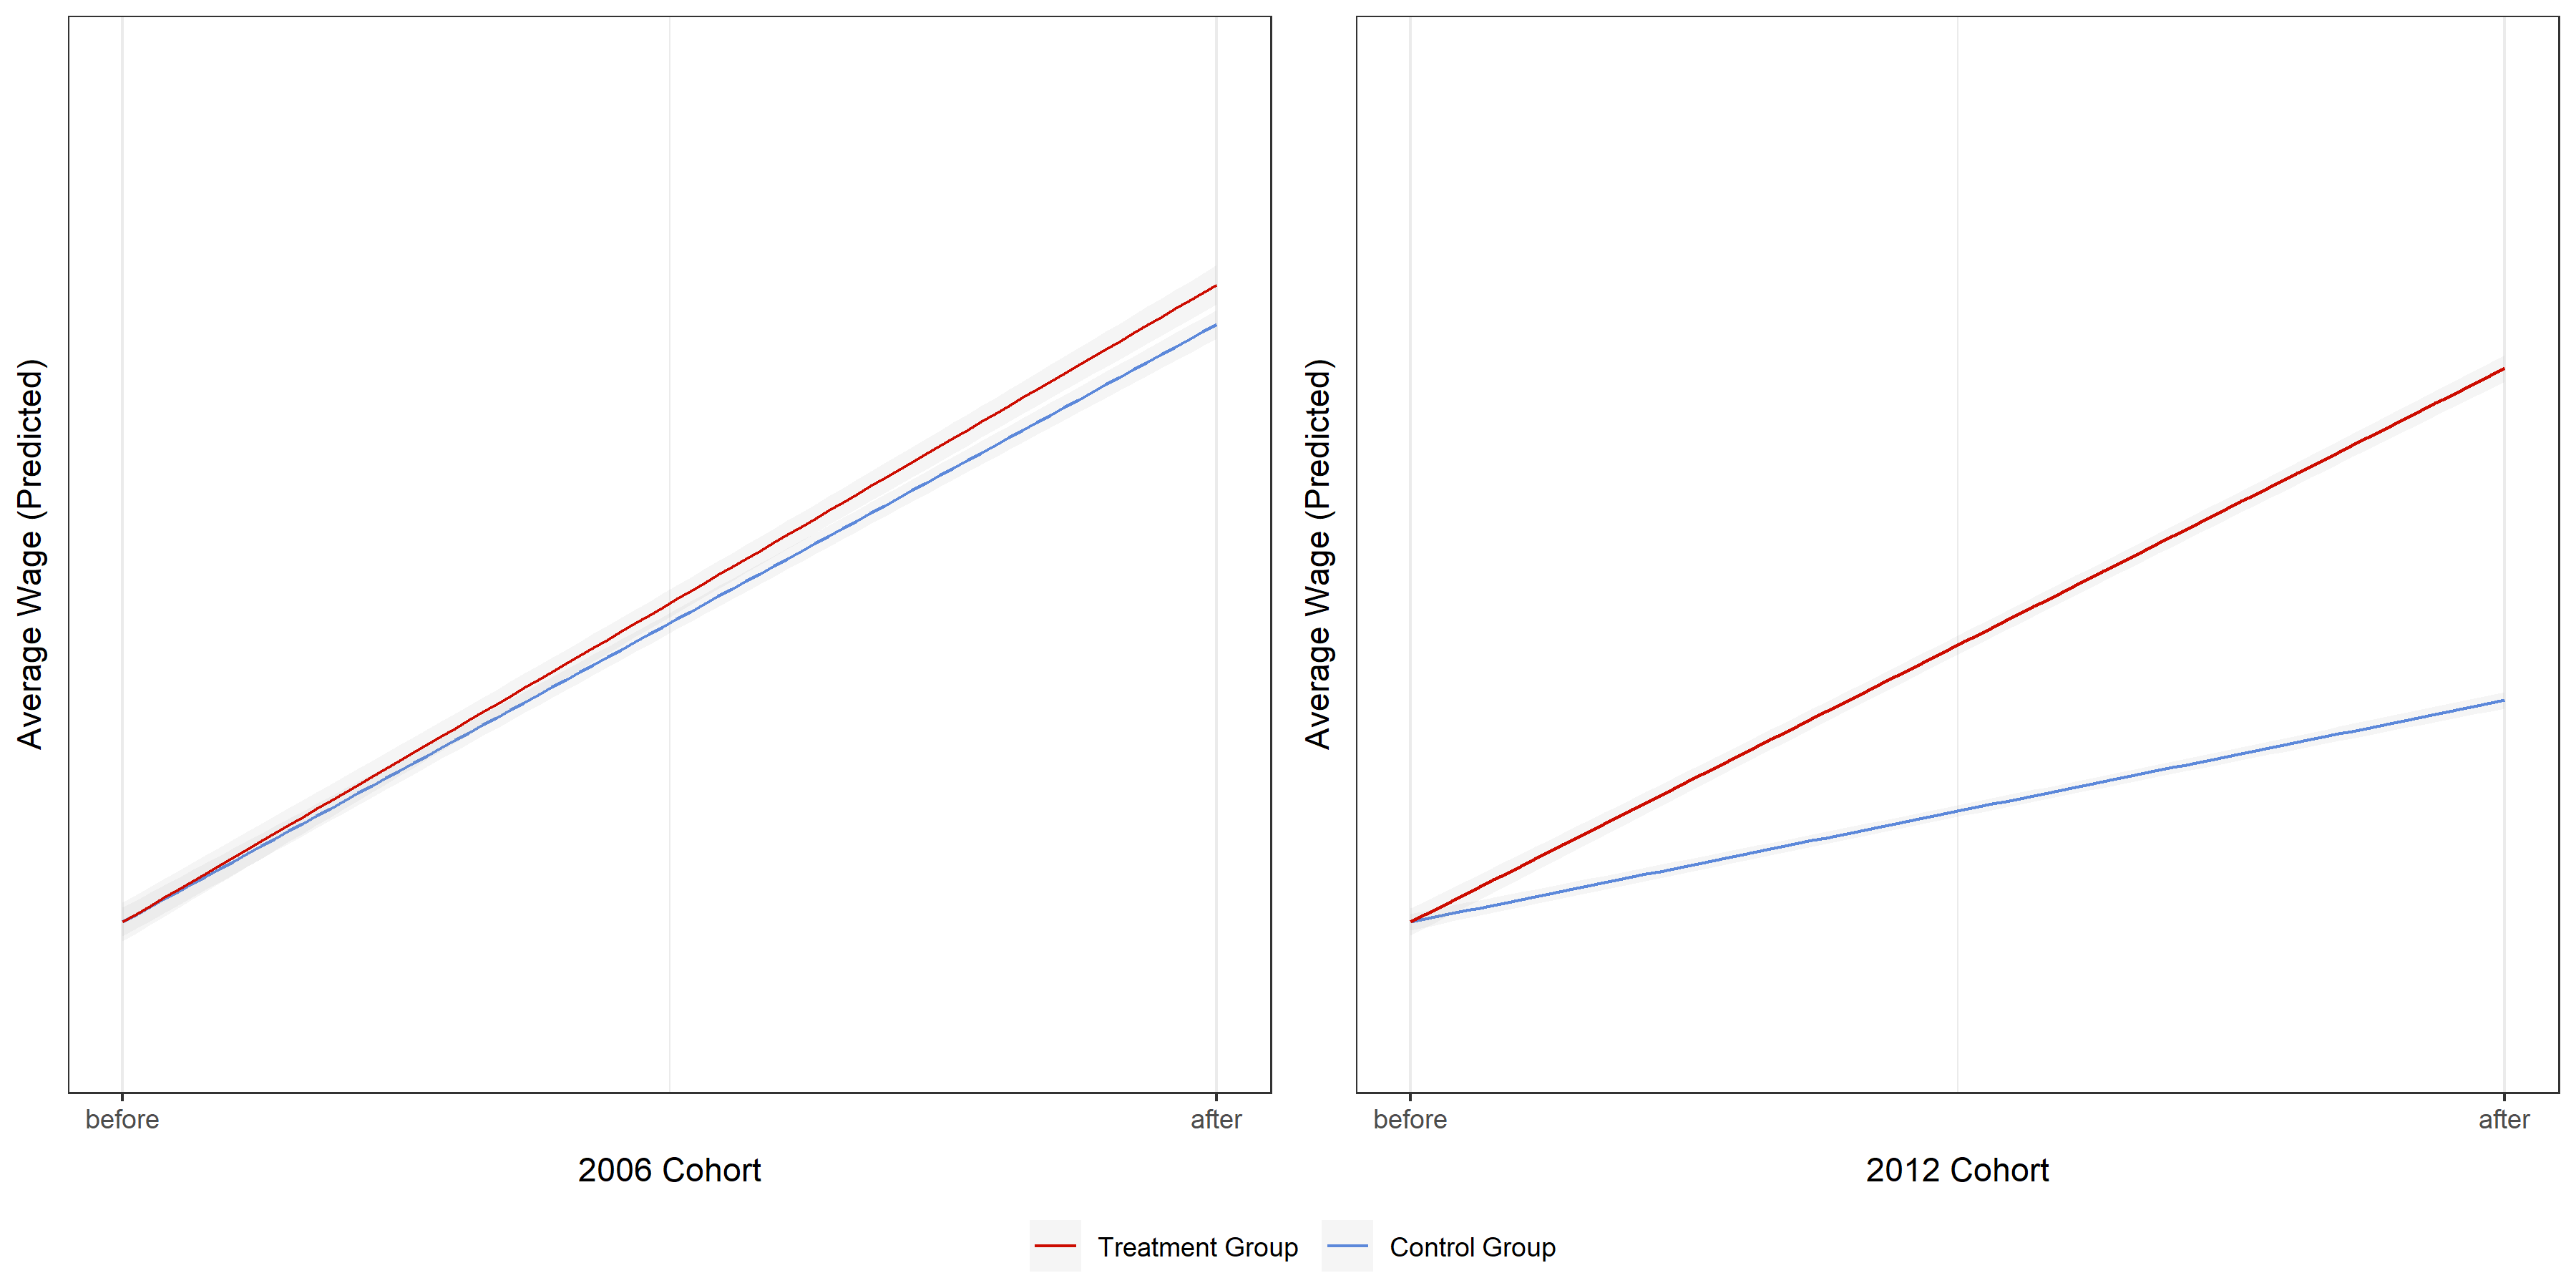 Average Wage (Predicted)
before
after
2006 Cohort
Average Wage (Predicted)
before
after
2012 Cohort
Treatment Group
Control Group